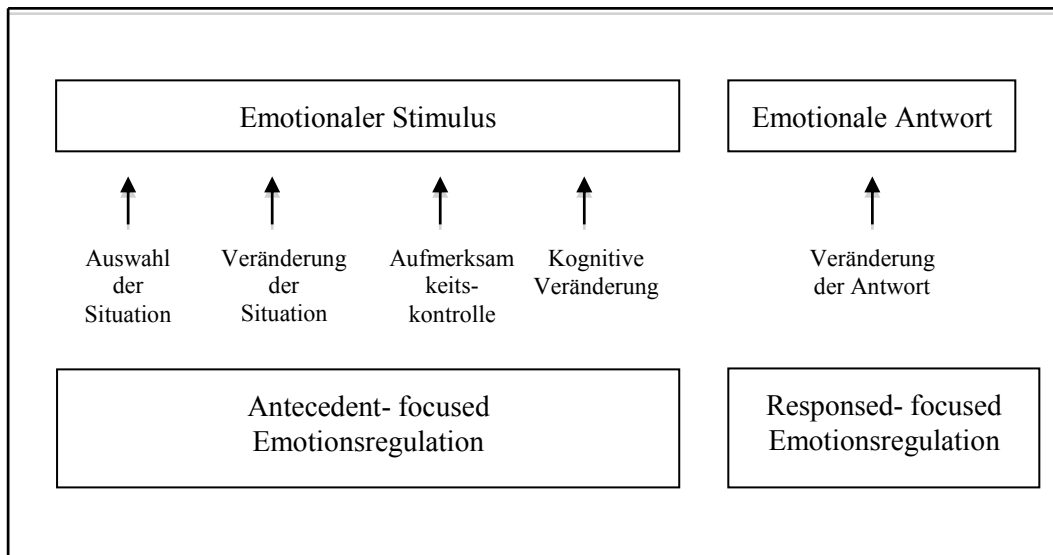 Emotionaler Stimulus
Emotionale Antwort
Auswahl
der
Situation
Veränderung
der
Situation
Aufmerksam
keits-
kontrolle
Kognitive
Veränderung
Veränderung
der Antwort
Antecedent- focused
Emotionsregulation
Responsed- focused
Emotionsregulation